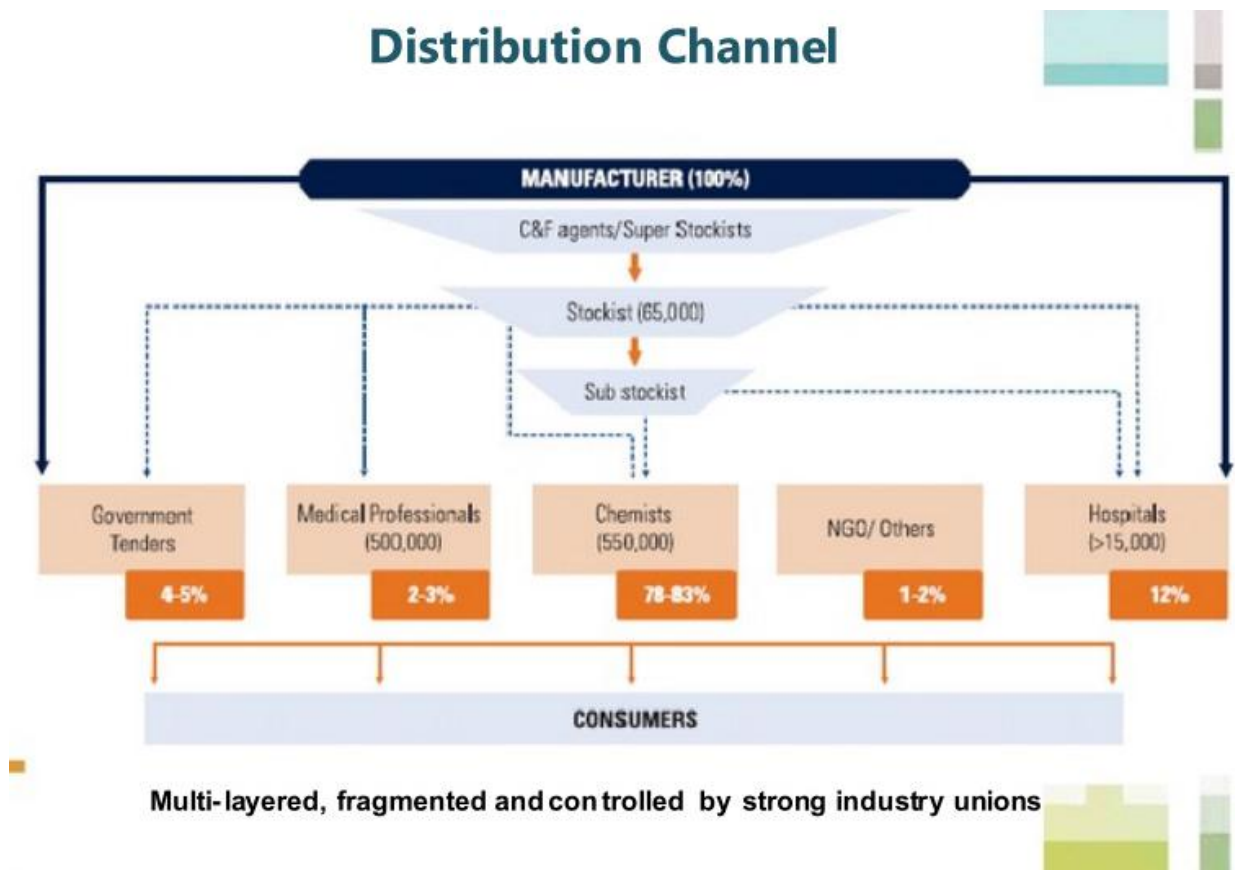 Distribution Channel
MANUFACTURER (100%)
C&F agents/Super Stockists
Stockist (65,000)
Sub stockist
Government
Tenders
4-5%
Medical Professionals
(500,000)
2-3%
Chemists
(550,000)
78-83%
NGO/ Others
1-2%
Hospitals
(>15,000)
12%
CONSUMERS
Multi-layered, fragmented and controlled by strong industry unions